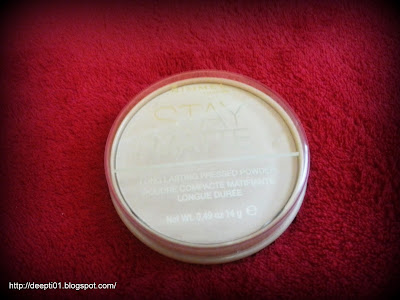 STAY
MATTE
LONG LASTING PRESSED POWDER
POUDRE COMPACTE MATIFIANTE
LONGUE DURÉE
Net Wt. 0,49 oz 14 g ℮
http://deepti01.blogspot.com/